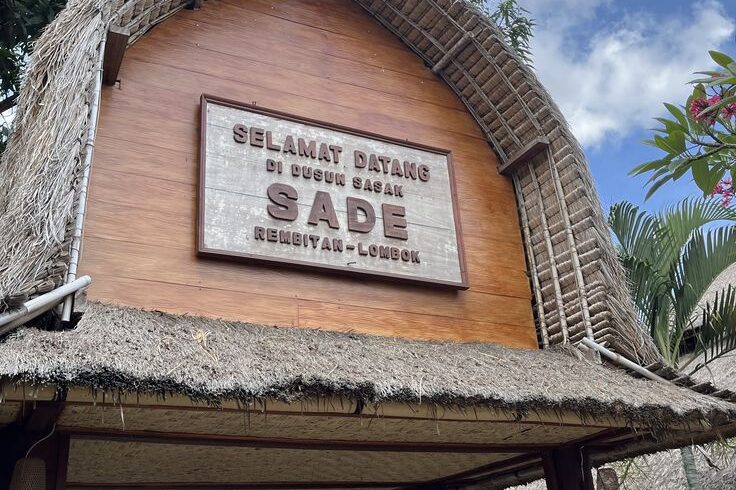 SELAMAT DATANG
DI DUSUN SASAK
SADE
REMBITAN-LOMBOK